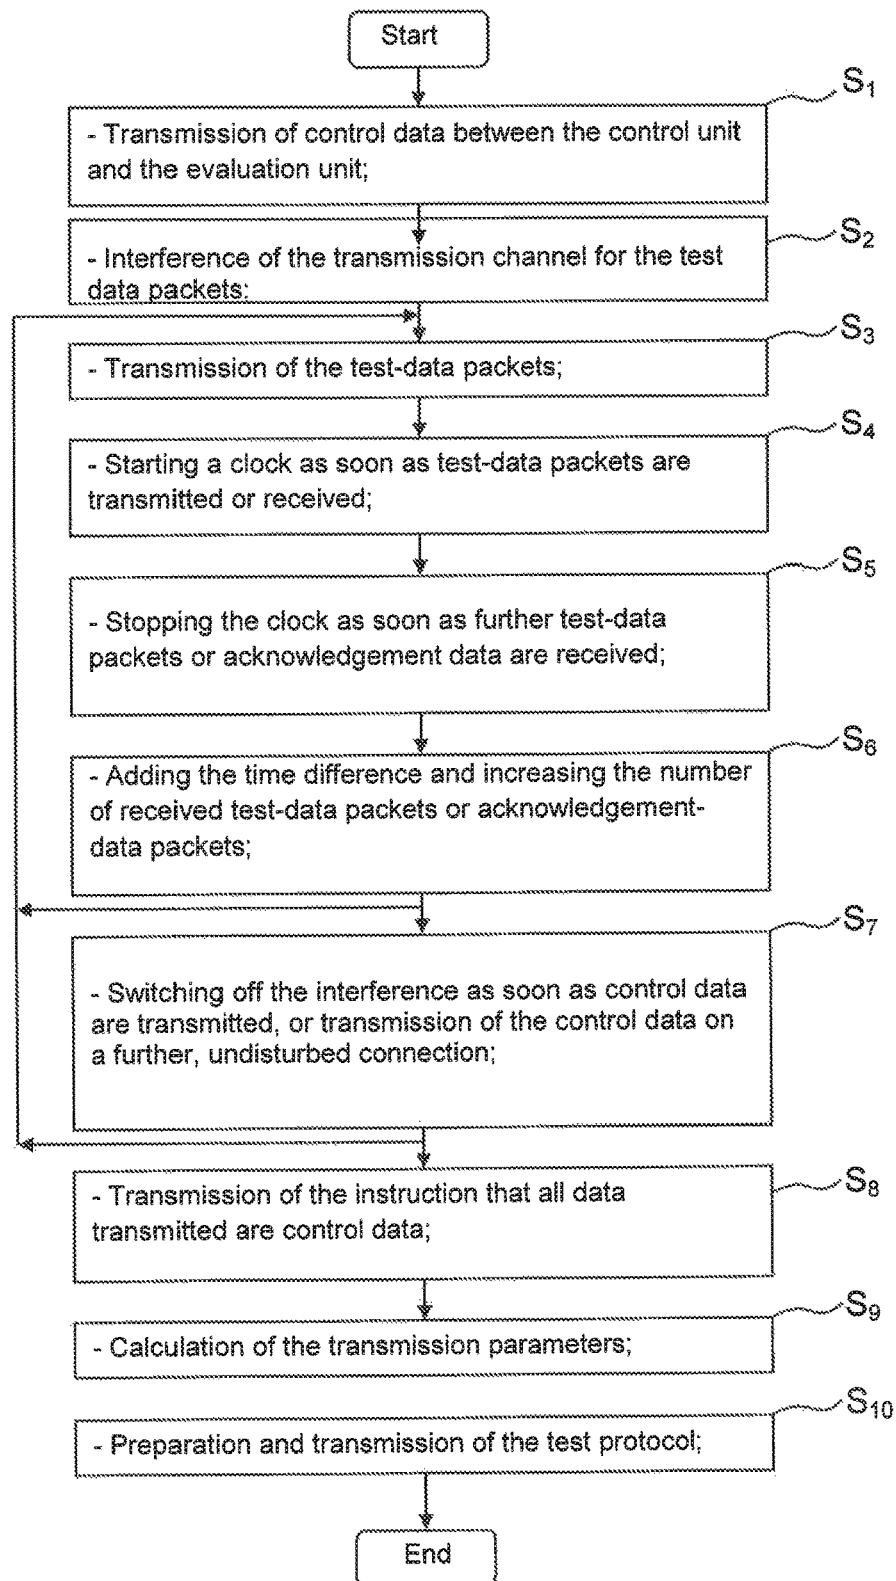 Start
S1
- Transmission of control data between the control unit
and the evaluation unit;
S2
- Interference of the transmission channel for the test
data packets:
S3
- Transmission of the test-data packets;
S4
- Starting a clock as soon as test-data packets are
transmitted or received;
S5
- Stopping the clock as soon as further test-data
packets or acknowledgement data are received;
S6
- Adding the time difference and increasing the number
of received test-data packets or acknowledgement-
data packets;
S7
- Switching off the interference as soon as control data
are transmitted, or transmission of the control data on
a further, undisturbed connection;
S8
- Transmission of the instruction that all data
transmitted are control data;
S9
- Calculation of the transmission parameters;
S10
- Preparation and transmission of the test protocol;
End